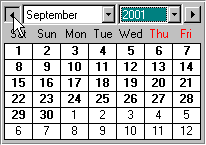 September 2001
Sun Mon Tue Wed Thu Fri
1 2 3 4 5 6 7
8 9 10 11 12 13 14
15 16 17 18 19 20 21
22 23 24 25 26 27 28
29 30 1 2 3 4 5
6 7 8 9 10 11 12